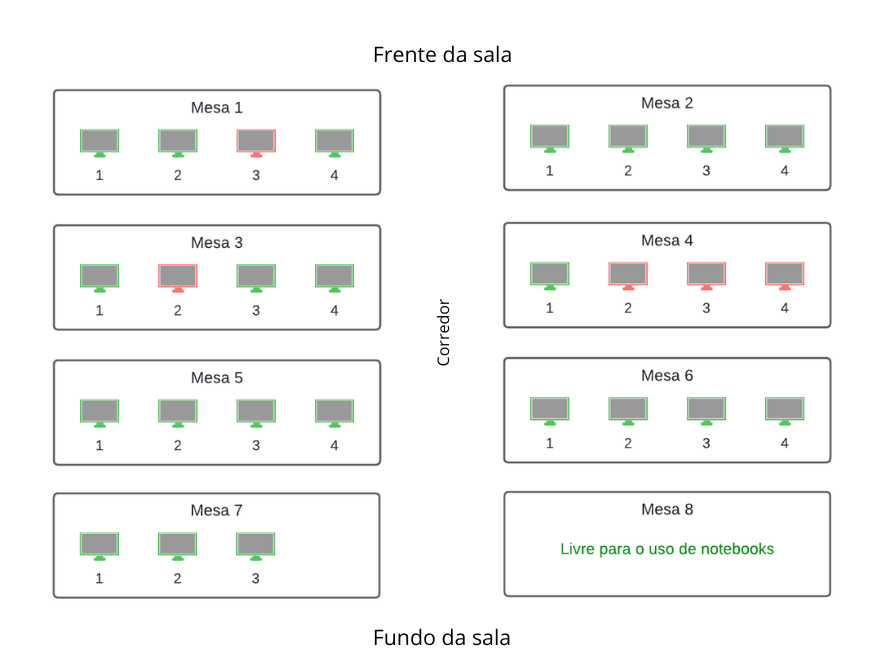 Frente da sala
Mesa 1
1 2 3 4
Mesa 2
1 2 3 4
Mesa 3
1 2 3 4
Mesa 4
1 2 3 4
Corredor
Mesa 5
1 2 3 4
Mesa 6
1 2 3 4
Mesa 7
1 2 3
Mesa 8
Livre para o uso de notebooks
Fundo da sala